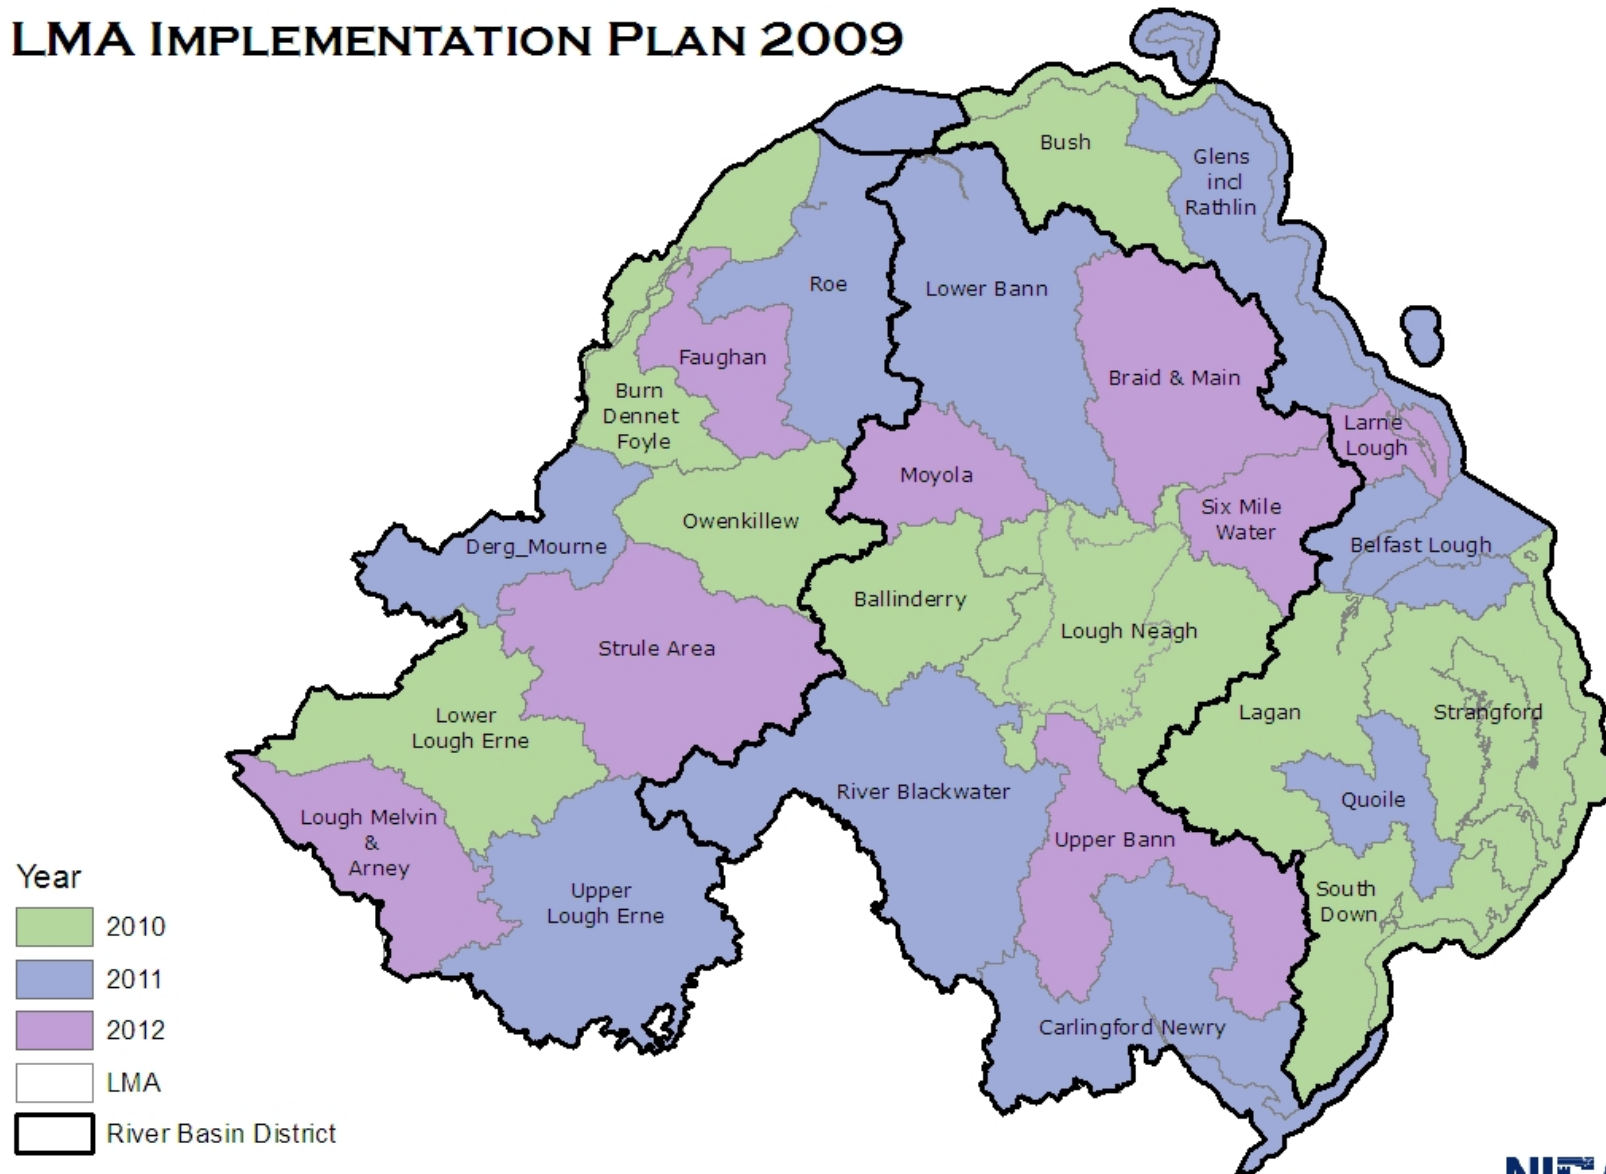 LMA IMPLEMENTATION PLAN 2009
Bush
Glens
incl
Rathlin
Roe
Lower Bann
Faughan
Braid & Main
Burn
Dennet
Foyle
Larne
Lough
Moyola
Six Mile
Water
Owenkillew
Derg_Mourne
Belfast Lough
Ballinderry
Lough Neagh
Strule Area
Lower
Lough Erne
Lagan
Strangford
River Blackwater
Quoile
Lough Melvin
&
Arney
Upper Bann
Upper
Lough Erne
South
Down
Carlingford Newry
Year
2010
2011
2012
LMA
River Basin District